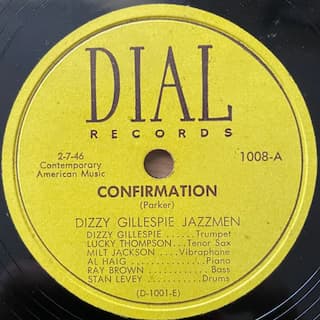 DIAL
RECORDS
2-7-46
Contemporary
American Music
1008-A
CONFIRMATION
(Parker)
DIZZY GILLESPIE JAZZMEN
DIZZY GILLESPIE ......Trumpet
LUCKY THOMPSON...Tenor Sax
MILT JACKSON ....Vibraphone
AL HAIG ................Piano
RAY BROWN ............Bass
STAN LEVEY ...........Drums
(D-1001-E)